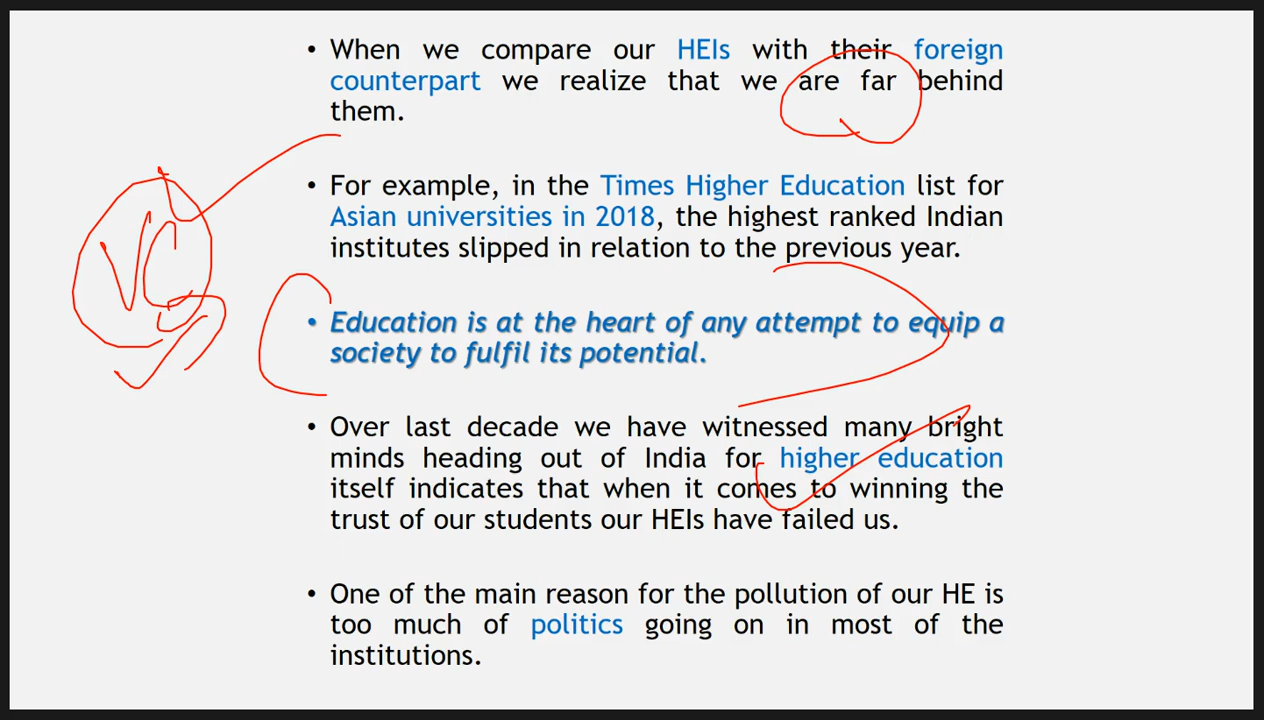 • When we compare our HEIs with their foreign
counterpart we realize that we are far behind
them.
• For example, in the Times Higher Education list for
Asian universities in 2018, the highest ranked Indian
institutes slipped in relation to the previous year.
• Education is at the heart of any attempt to equip a
society to fulfil its potential.
• Over last decade we have witnessed many bright
minds heading out of India for higher education
itself indicates that when it comes to winning the
trust of our students our HEIs have failed us.
• One of the main reason for the pollution of our HE is
too much of politics going on in most of the
institutions.
VC